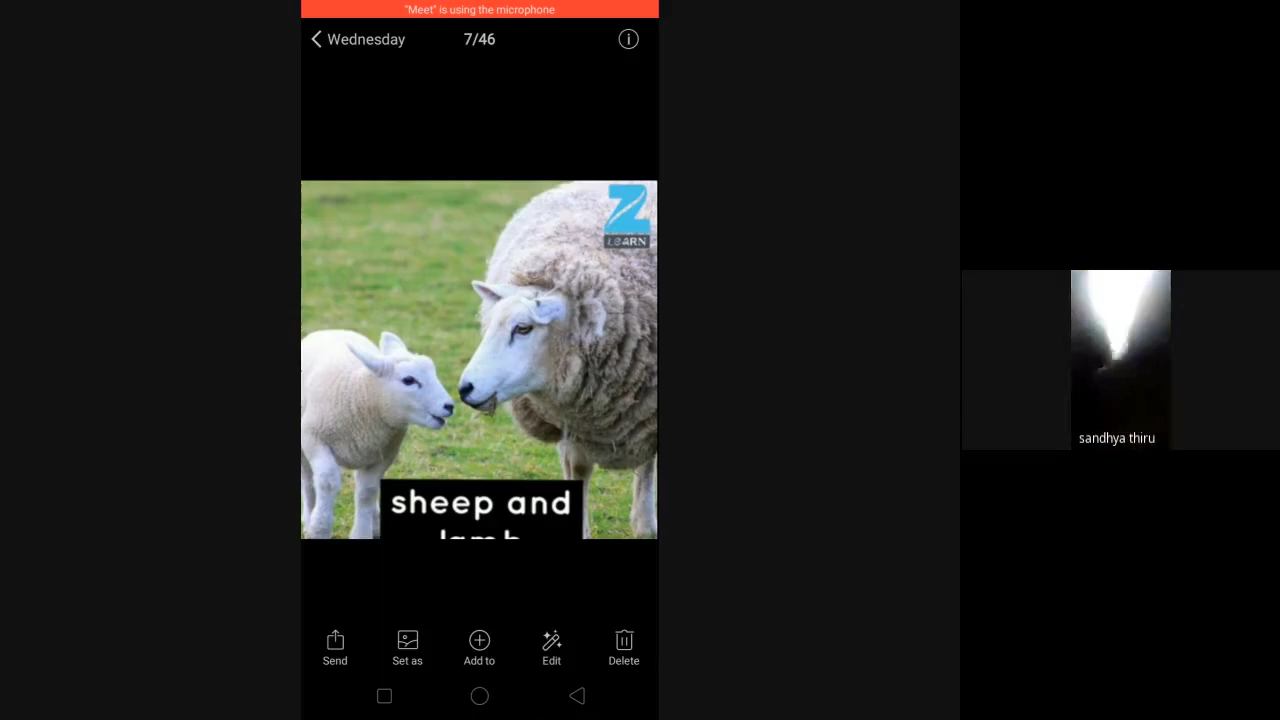 "Meet" is using the microphone
Wednesday 7/46
Z
LEARN
sheep and
lamb
sandhya thiru
Send Set as Add to Edit Delete